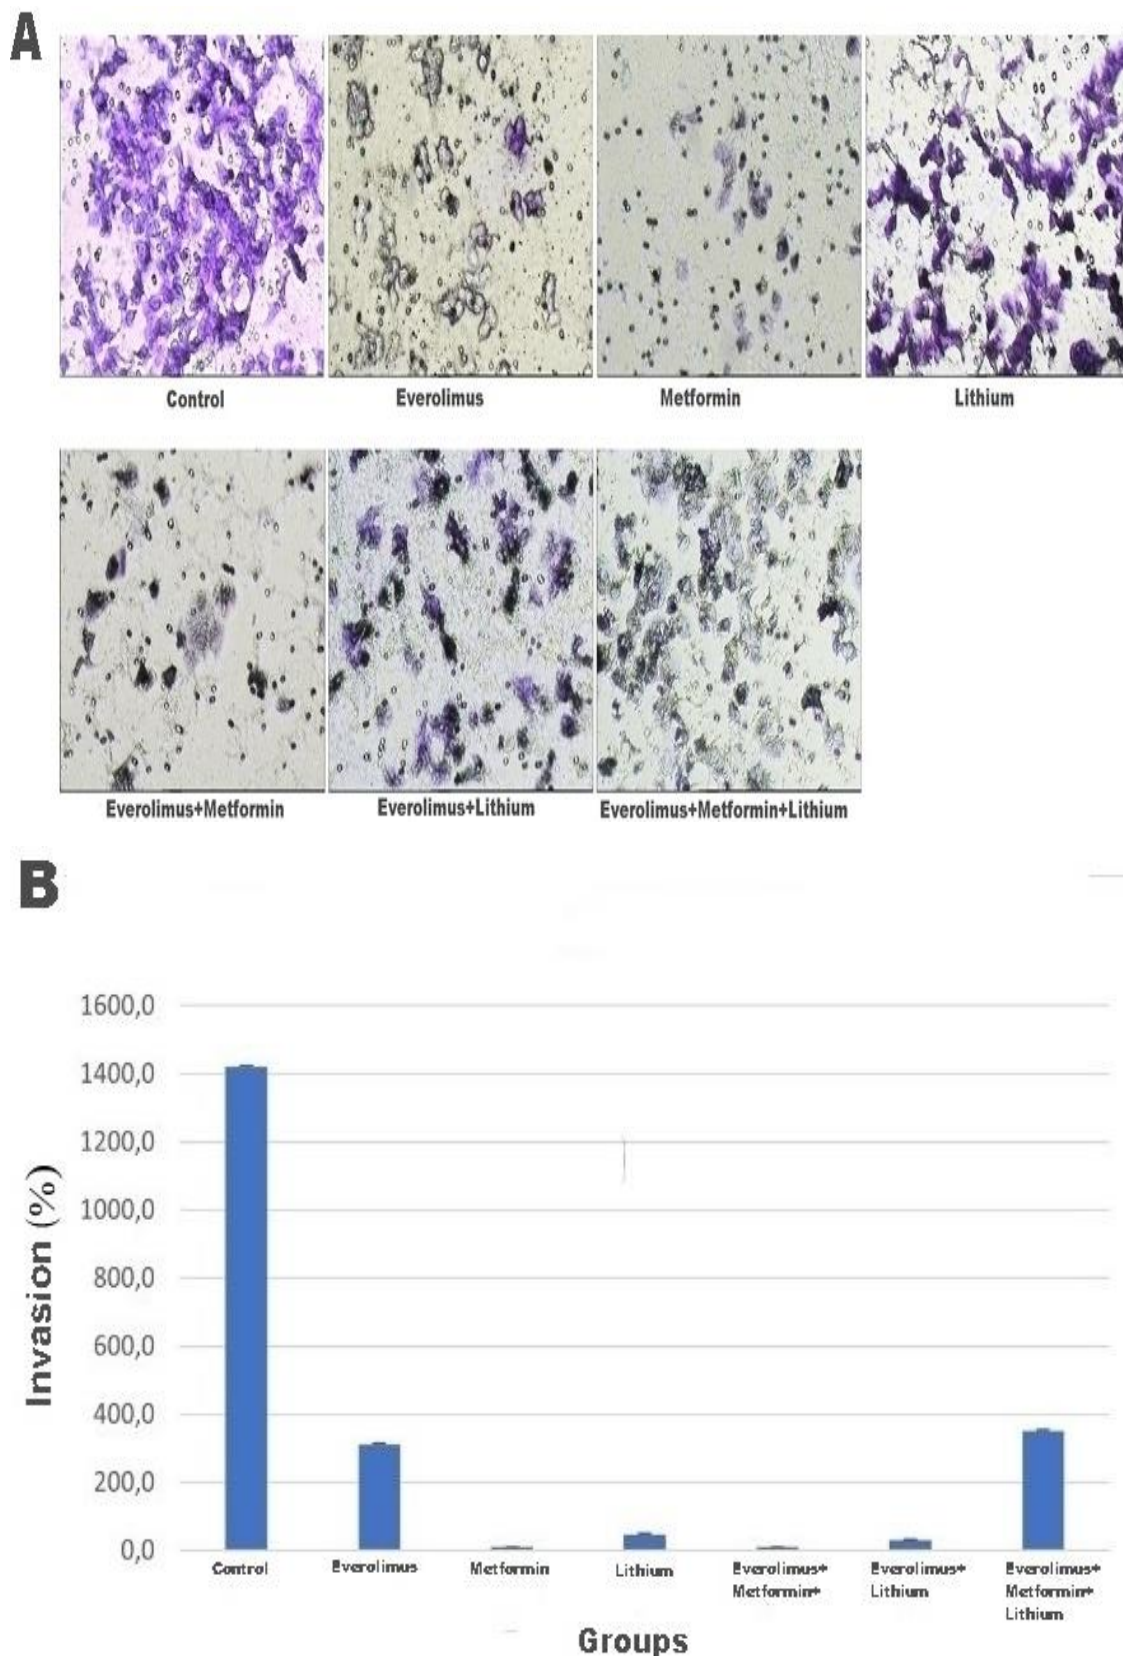 A
Control
Everolimus
Metformin
Lithium
Everolimus+Metformin
Everolimus+Lithium
Everolimus+Metformin+Lithium
B
1600,0
1400,0
1200,0
1000,0
800,0
600,0
400,0
200,0
0,0
Invasion (%)
Control
Everolimus
Metformin
Lithium
Everolimus+
Metformin+
Everolimus+
Lithium
Everolimus+
Metformin+
Lithium
Groups